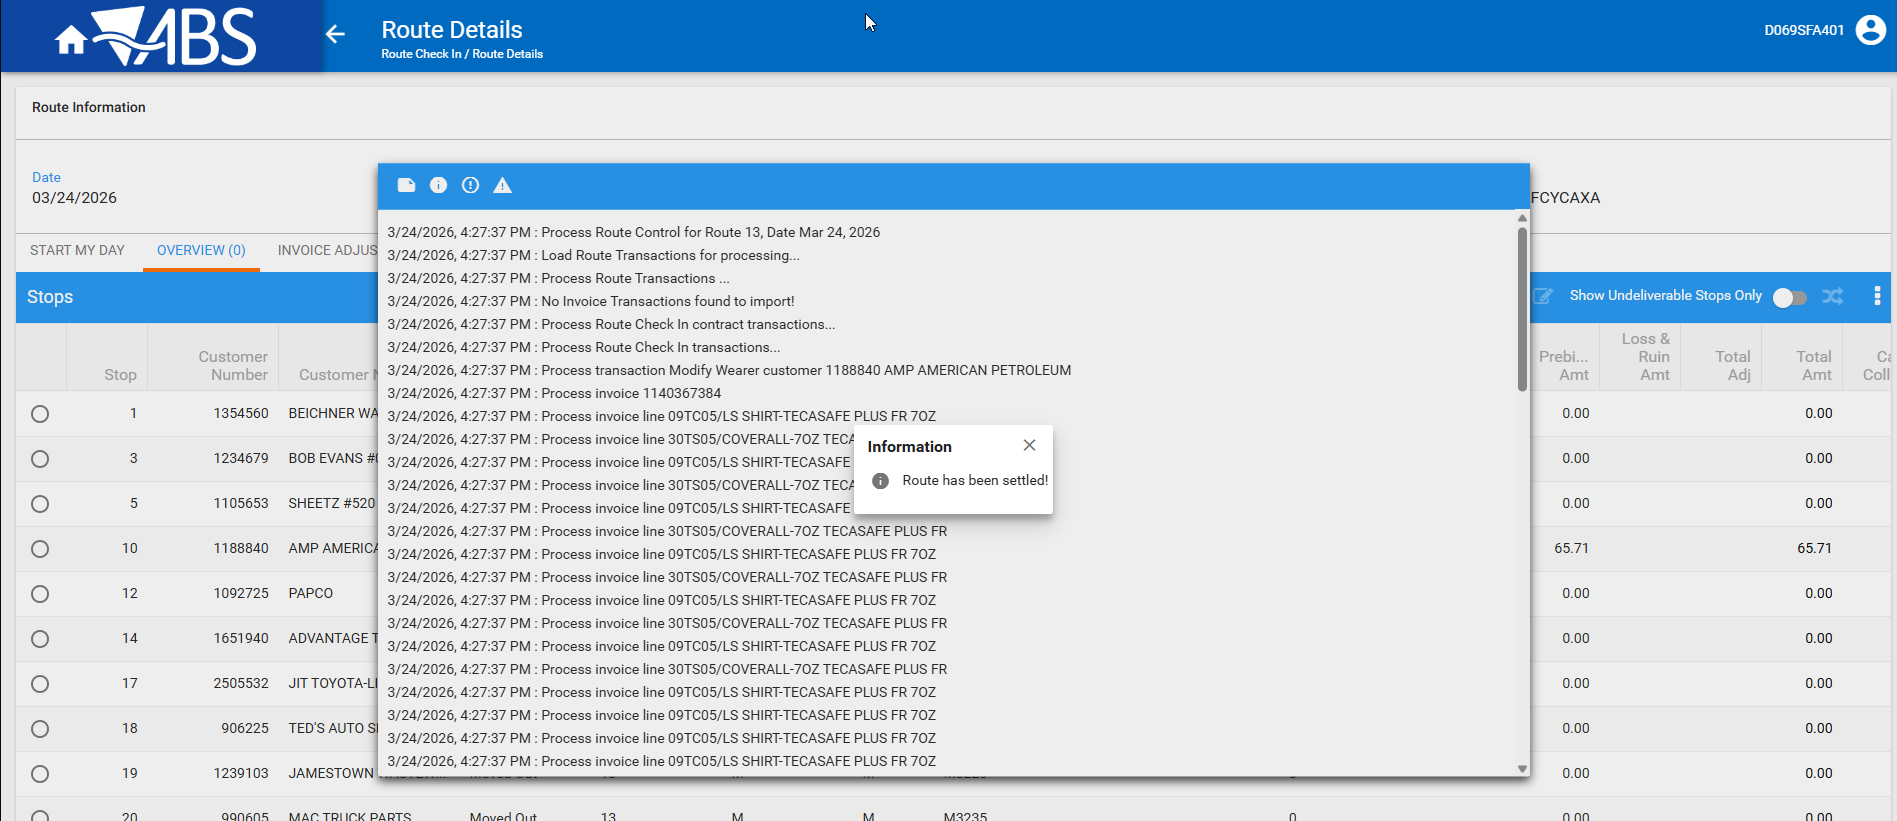 ABS
Route Details
Route Check In / Route Details
D069SFA401
Route Information
Date
03/24/2026
FCYCAXA
START MY DAY
OVERVIEW (0)
INVOICE ADJUS
Stops
Show Undeliverable Stops Only
3/24/2026, 4:27:37 PM : Process Route Control for Route 13, Date Mar 24, 2026
3/24/2026, 4:27:37 PM : Load Route Transactions for processing...
3/24/2026, 4:27:37 PM : Process Route Transactions ...
3/24/2026, 4:27:37 PM : No Invoice Transactions found to import!
3/24/2026, 4:27:37 PM : Process Route Check In contract transactions...
3/24/2026, 4:27:37 PM : Process Route Check In transactions...
3/24/2026, 4:27:37 PM : Process transaction Modify Wearer customer 1188840 AMP AMERICAN PETROLEUM
3/24/2026, 4:27:37 PM : Process invoice 1140367384
3/24/2026, 4:27:37 PM : Process invoice line 09TC05/LS SHIRT-TECASAFE PLUS FR 7OZ
3/24/2026, 4:27:37 PM : Process invoice line 30TS05/COVERALL-7OZ TECA
3/24/2026, 4:27:37 PM : Process invoice line 09TC05/LS SHIRT-TECASAFE
3/24/2026, 4:27:37 PM : Process invoice line 30TS05/COVERALL-7OZ TECA
3/24/2026, 4:27:37 PM : Process invoice line 09TC05/LS SHIRT-TECASAFE
3/24/2026, 4:27:37 PM : Process invoice line 30TS05/COVERALL-7OZ TECASAFE PLUS FR
3/24/2026, 4:27:37 PM : Process invoice line 09TC05/LS SHIRT-TECASAFE PLUS FR 7OZ
3/24/2026, 4:27:37 PM : Process invoice line 30TS05/COVERALL-7OZ TECASAFE PLUS FR
3/24/2026, 4:27:37 PM : Process invoice line 09TC05/LS SHIRT-TECASAFE PLUS FR 7OZ
3/24/2026, 4:27:37 PM : Process invoice line 30TS05/COVERALL-7OZ TECASAFE PLUS FR
3/24/2026, 4:27:37 PM : Process invoice line 09TC05/LS SHIRT-TECASAFE PLUS FR 7OZ
3/24/2026, 4:27:37 PM : Process invoice line 30TS05/COVERALL-7OZ TECASAFE PLUS FR
3/24/2026, 4:27:37 PM : Process invoice line 09TC05/LS SHIRT-TECASAFE PLUS FR 7OZ
3/24/2026, 4:27:37 PM : Process invoice line 09TC05/LS SHIRT-TECASAFE PLUS FR 7OZ
3/24/2026, 4:27:37 PM : Process invoice line 09TC05/LS SHIRT-TECASAFE PLUS FR 7OZ
3/24/2026, 4:27:37 PM : Process invoice line 09TC05/LS SHIRT-TECASAFE PLUS FR 7OZ
Information
Route has been settled!
Stop
Customer
Number
Customer N
Prebi...
Amt
Loss &
Ruin
Amt
Total
Adj
Total
Amt
Ca
Coll
1 1354560 BEICHNER WA 0.00 0.00
3 1234679 BOB EVANS # 0.00 0.00
5 1105653 SHEETZ #520 0.00 0.00
10 1188840 AMP AMERICA 65.71 65.71
12 1092725 PAPCO 0.00 0.00
14 1651940 ADVANTAGE T 0.00 0.00
17 2505532 JIT TOYOTA-LI 0.00 0.00
18 906225 TED'S AUTO S 0.00 0.00
19 1239103 JAMESTOWN 0.00 0.00
20 990605 MAC TRUCK PARTS Moved Out 13 M M M3235 0 0.00 0.00